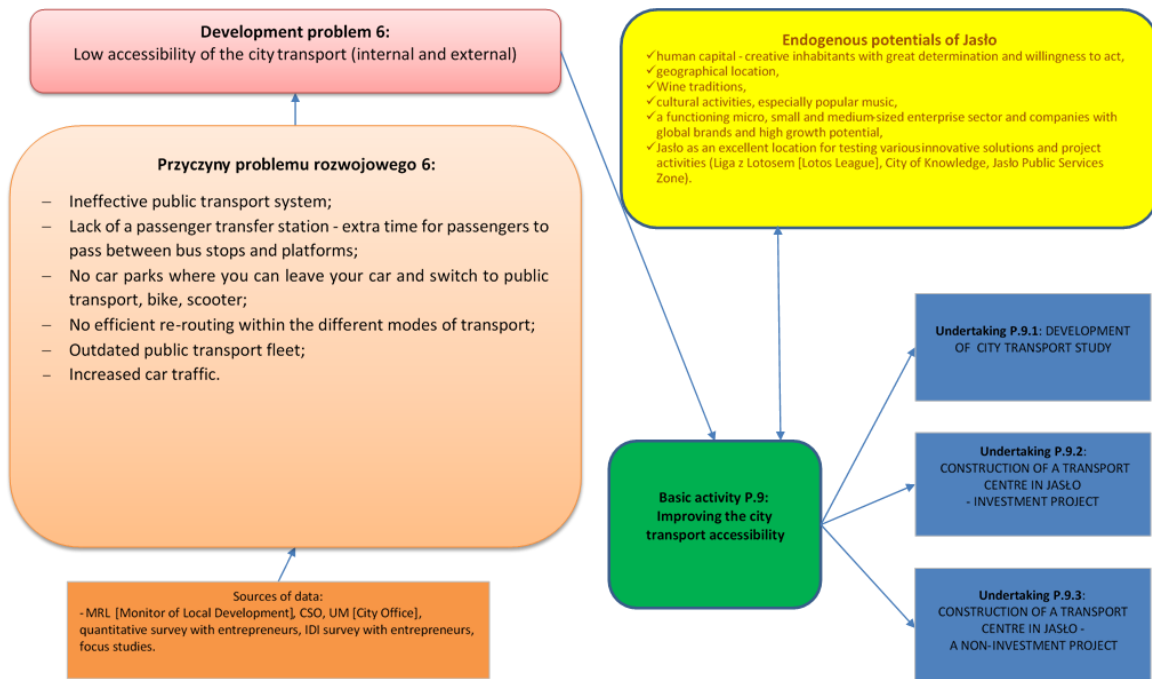 Development problem 6:
Low accessibility of the city transport (internal and external)
Przyczyny problemu rozwojowego 6:
– Ineffective public transport system;
– Lack of a passenger transfer station - extra time for passengers to
pass between bus stops and platforms;
– No car parks where you can leave your car and switch to public
transport, bike, scooter;
– No efficient re-routing within the different modes of transport;
– Outdated public transport fleet;
– Increased car traffic.
Sources of data:
- MRL [Monitor of Local Development], CSO, UM [City Office],
quantitative survey with entrepreneurs, IDI survey with entrepreneurs,
focus studies.
Endogenous potentials of Jasło
✓human capital - creative inhabitants with great determination and willingness to act,
✓geographical location,
✓Wine traditions,
✓cultural activities, especially popular music,
✓a functioning micro, small and medium-sized enterprise sector and companies with
global brands and high growth potential,
✓Jasło as an excellent location for testing various innovative solutions and project
activities (Liga z Lotosem [Lotos League], City of Knowledge, Jasło Public Services
Zone).
Basic activity P.9:
Improving the city
transport accessibility
Undertaking P.9.1: DEVELOPMENT
OF CITY TRANSPORT STUDY
Undertaking P.9.2:
CONSTRUCTION OF A TRANSPORT
CENTRE IN JASŁO
- INVESTMENT PROJECT
Undertaking P.9.3:
CONSTRUCTION OF A TRANSPORT
CENTRE IN JASŁO -
A NON-INVESTMENT PROJECT